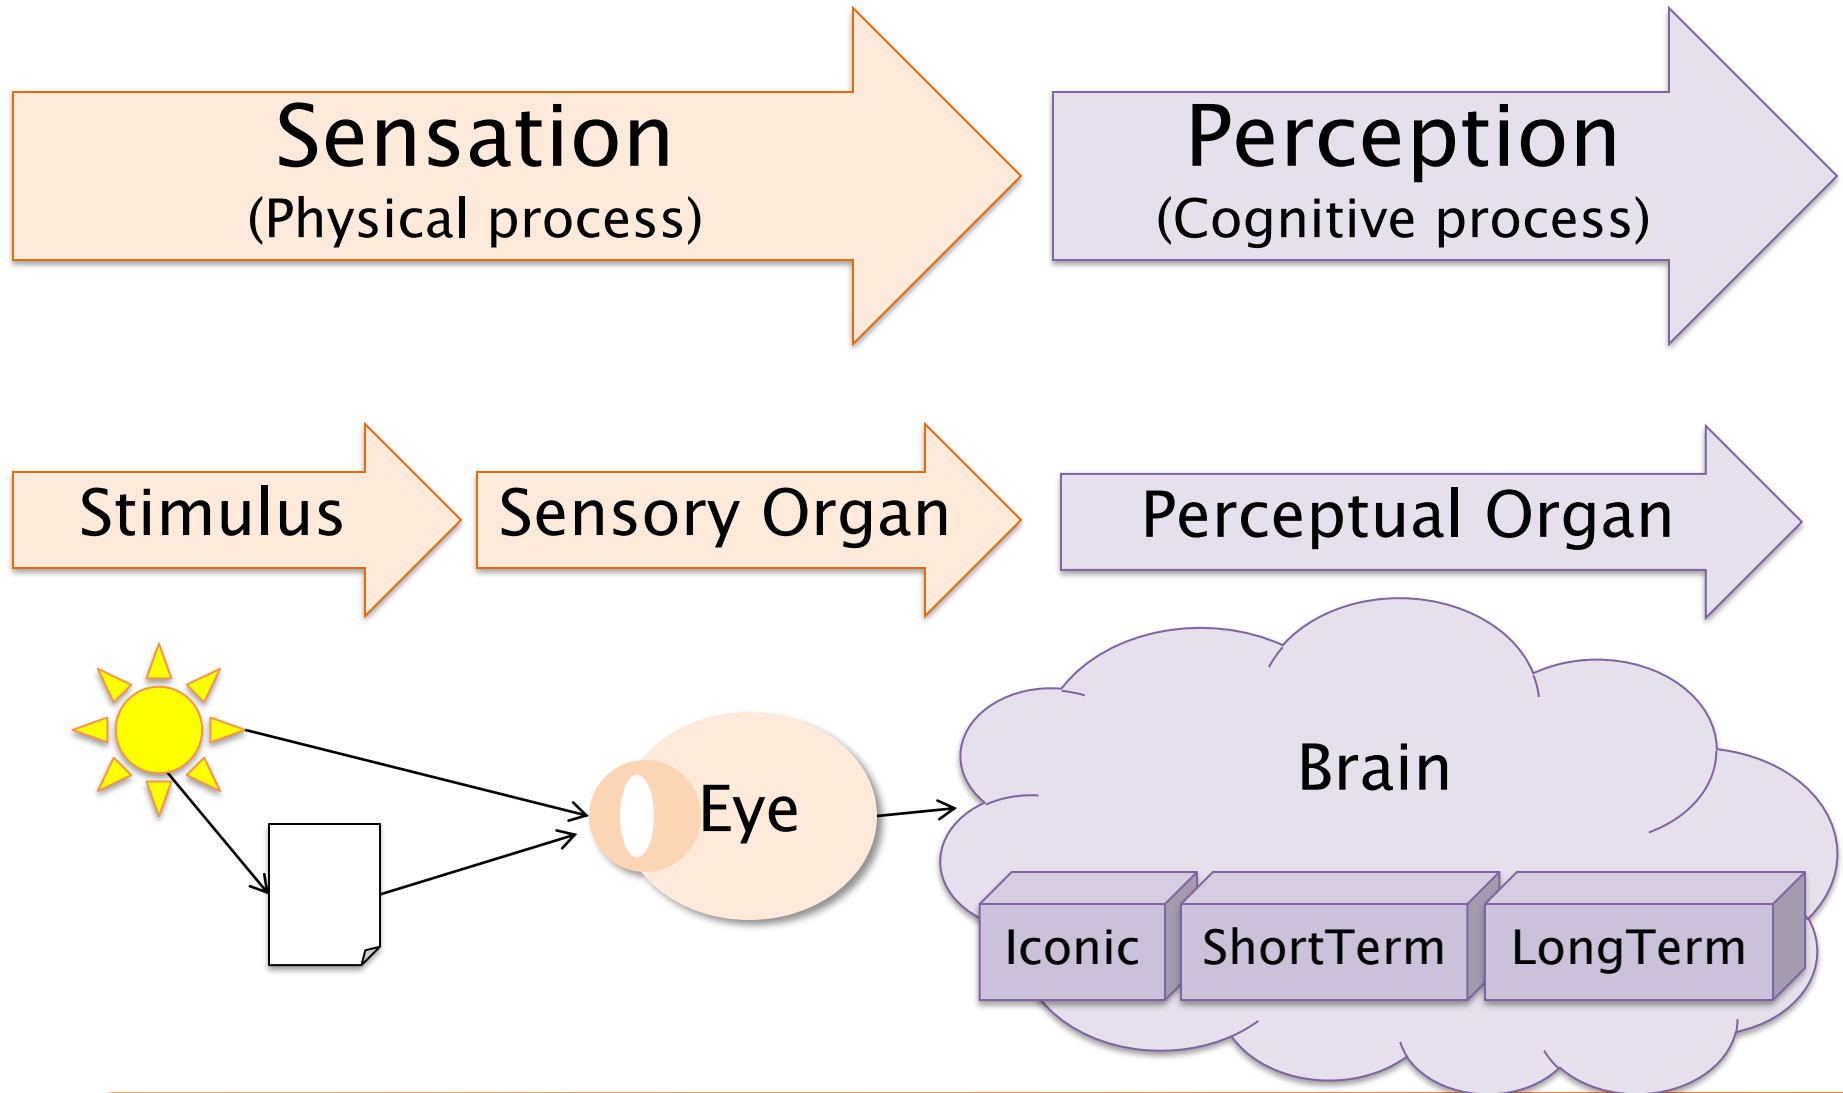 Sensation
(Physical process)
Perception
(Cognitive process)
Stimulus
Sensory Organ
Perceptual Organ
Eye
Brain
Iconic
ShortTerm
LongTerm